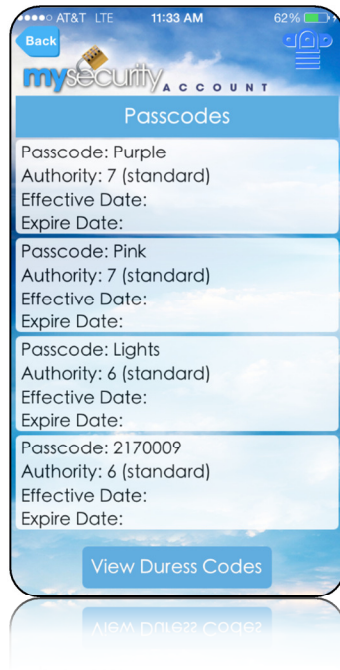 AT&T LTE 11:33 AM 62%
Back
mysecurity ACCOUNT
Passcodes
Passcode: Purple
Authority: 7 (standard)
Effective Date:
Expire Date:
Passcode: Pink
Authority: 7 (standard)
Effective Date:
Expire Date:
Passcode: Lights
Authority: 6 (standard)
Effective Date:
Expire Date:
Passcode: 2170009
Authority: 6 (standard)
Effective Date:
Expire Date:
View Duress Codes